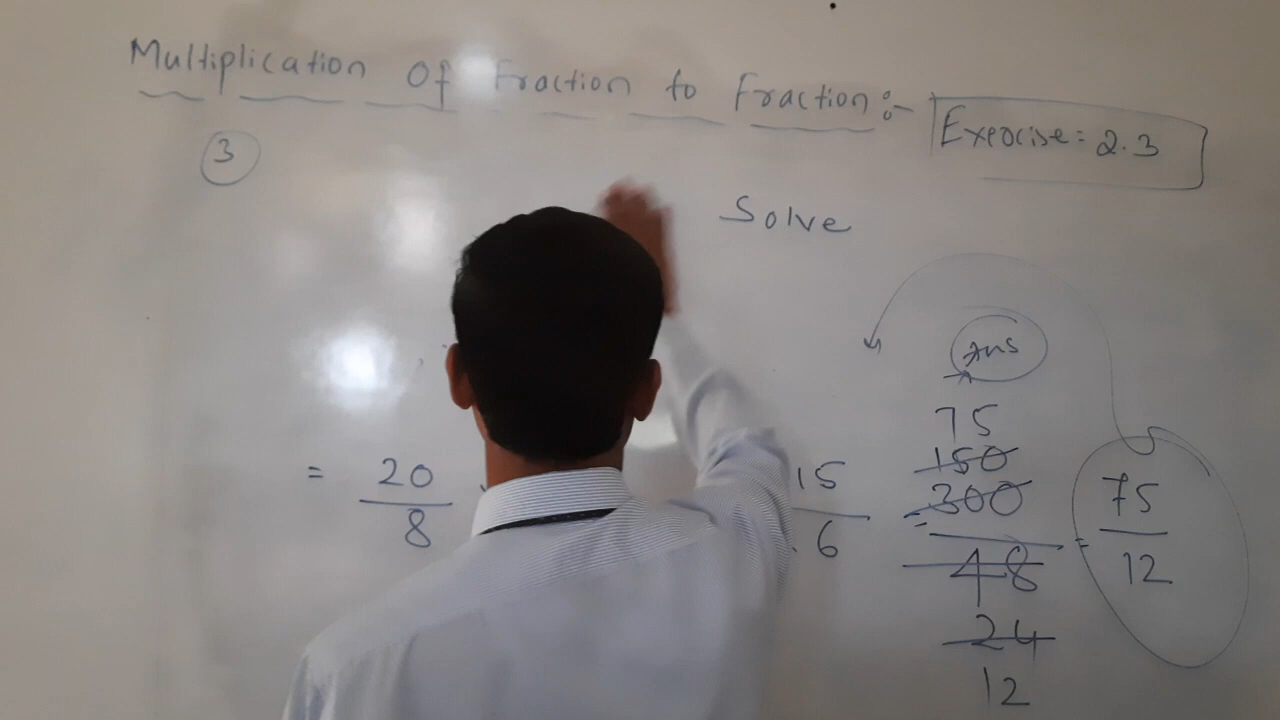 Multiplication Of Fraction to Fraction:-
Exercise= 2.3
3
Solve
Ans
75
150
= 20 15 = 300 = 75
8 6 48 12
24
12